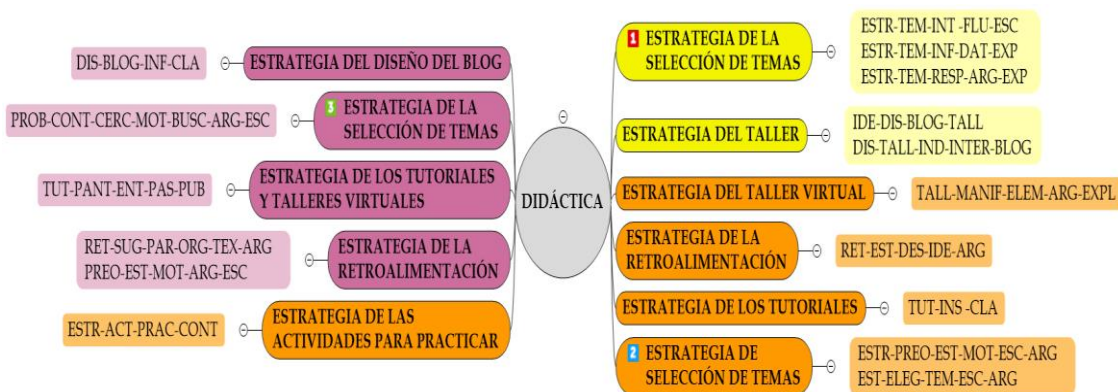 DIDÁCTICA
1 ESTRATEGIA DE LA
SELECCIÓN DE TEMAS
ESTR-TEM-INT -FLU-ESC
ESTR-TEM-INF-DAT-EXP
ESTR-TEM-RESP-ARG-EXP
ESTRATEGIA DEL TALLER
IDE-DIS-BLOG-TALL
DIS-TALL-IND-INTER-BLOG
ESTRATEGIA DEL TALLER VIRTUAL
TALL-MANIF-ELEM-ARG-EXPL
ESTRATEGIA DE LA
RETROALIMENTACIÓN
RET-EST-DES-IDE-ARG
ESTRATEGIA DE LOS TUTORIALES
TUT-INS -CLA
2 ESTRATEGIA DE
SELECCIÓN DE TEMAS
ESTR-PREO-EST-MOT-ESC-ARG
EST-ELEG-TEM-ESC-ARG
ESTRATEGIA DEL DISEÑO DEL BLOG
DIS-BLOG-INF-CLA
3 ESTRATEGIA DE LA
SELECCIÓN DE TEMAS
PROB-CONT-CERC-MOT-BUSC-ARG-ESC
ESTRATEGIA DE LOS TUTORIALES
Y TALLERES VIRTUALES
TUT-PANT-ENT-PAS-PUB
ESTRATEGIA DE LA
RETROALIMENTACIÓN
RET-SUG-PAR-ORG-TEX-ARG
PREO-EST-MOT-ARG-ESC
ESTRATEGIA DE LAS
ACTIVIDADES PARA PRACTICAR
ESTR-ACT-PRAC-CONT